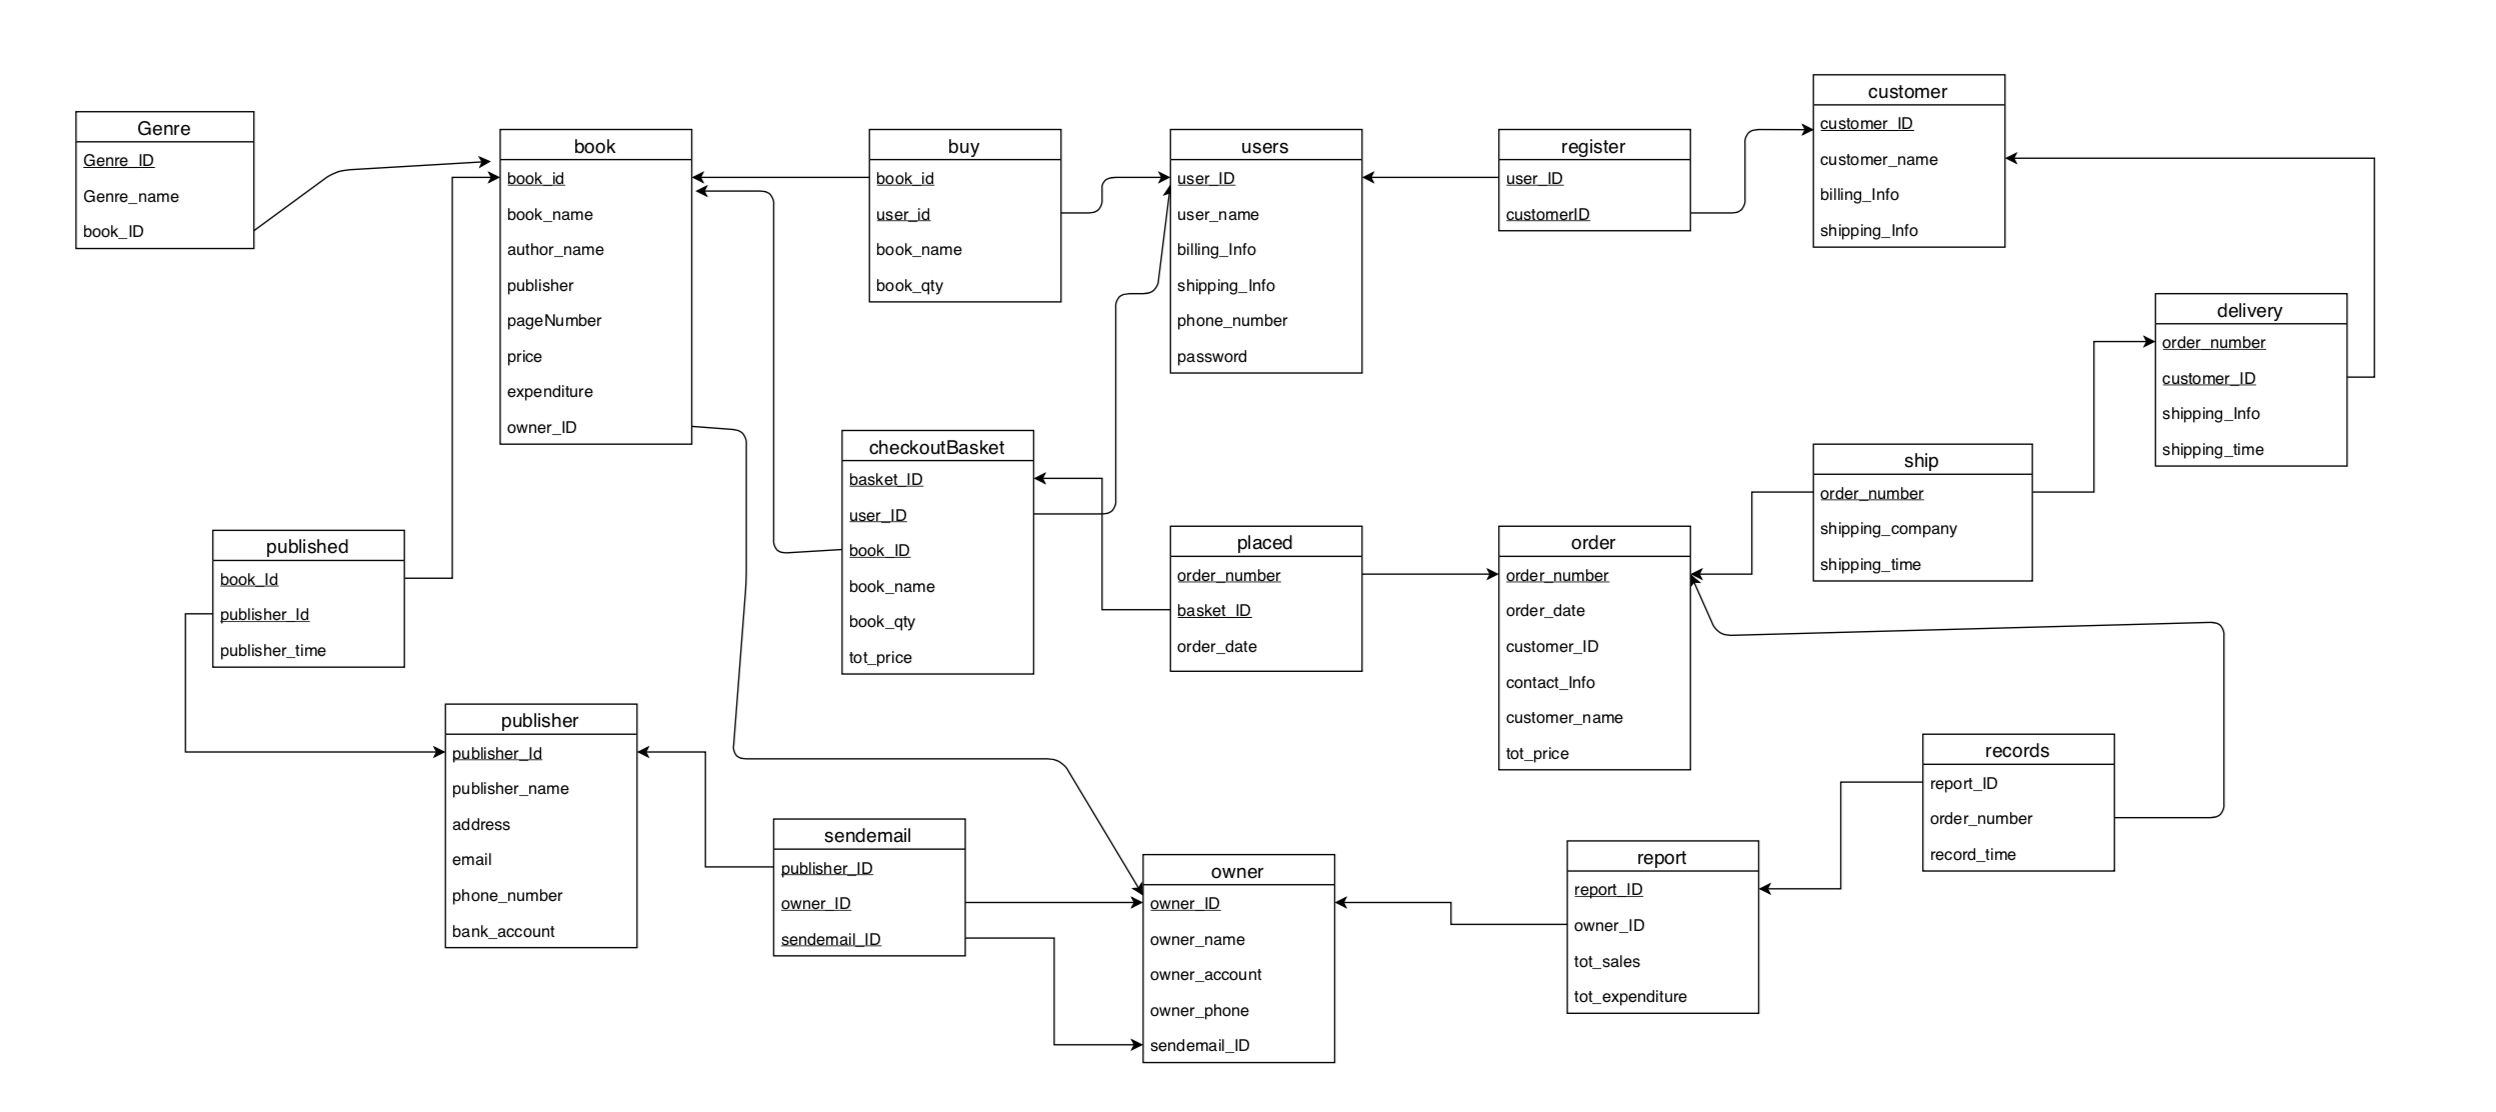 Genre
Genre_ID
Genre_name
book_ID
book
book_id
book_name
author_name
publisher
pageNumber
price
expenditure
owner_ID
buy
book_id
user_id
book_name
book_qty
users
user_ID
user_name
billing_Info
shipping_Info
phone_number
password
register
user_ID
customerID
customer
customer_ID
customer_name
billing_Info
shipping_Info
delivery
order_number
customer_ID
shipping_Info
shipping_time
checkoutBasket
basket_ID
user_ID
book_ID
book_name
book_qty
tot_price
ship
order_number
shipping_company
shipping_time
published
book_Id
publisher_Id
publisher_time
placed
order_number
basket_ID
order_date
order
order_number
order_date
customer_ID
contact_Info
customer_name
tot_price
publisher
publisher_Id
publisher_name
address
email
phone_number
bank_account
records
report_ID
order_number
record_time
sendemail
publisher_ID
owner_ID
sendemail_ID
owner
owner_ID
owner_name
owner_account
owner_phone
sendemail_ID
report
report_ID
owner_ID
tot_sales
tot_expenditure